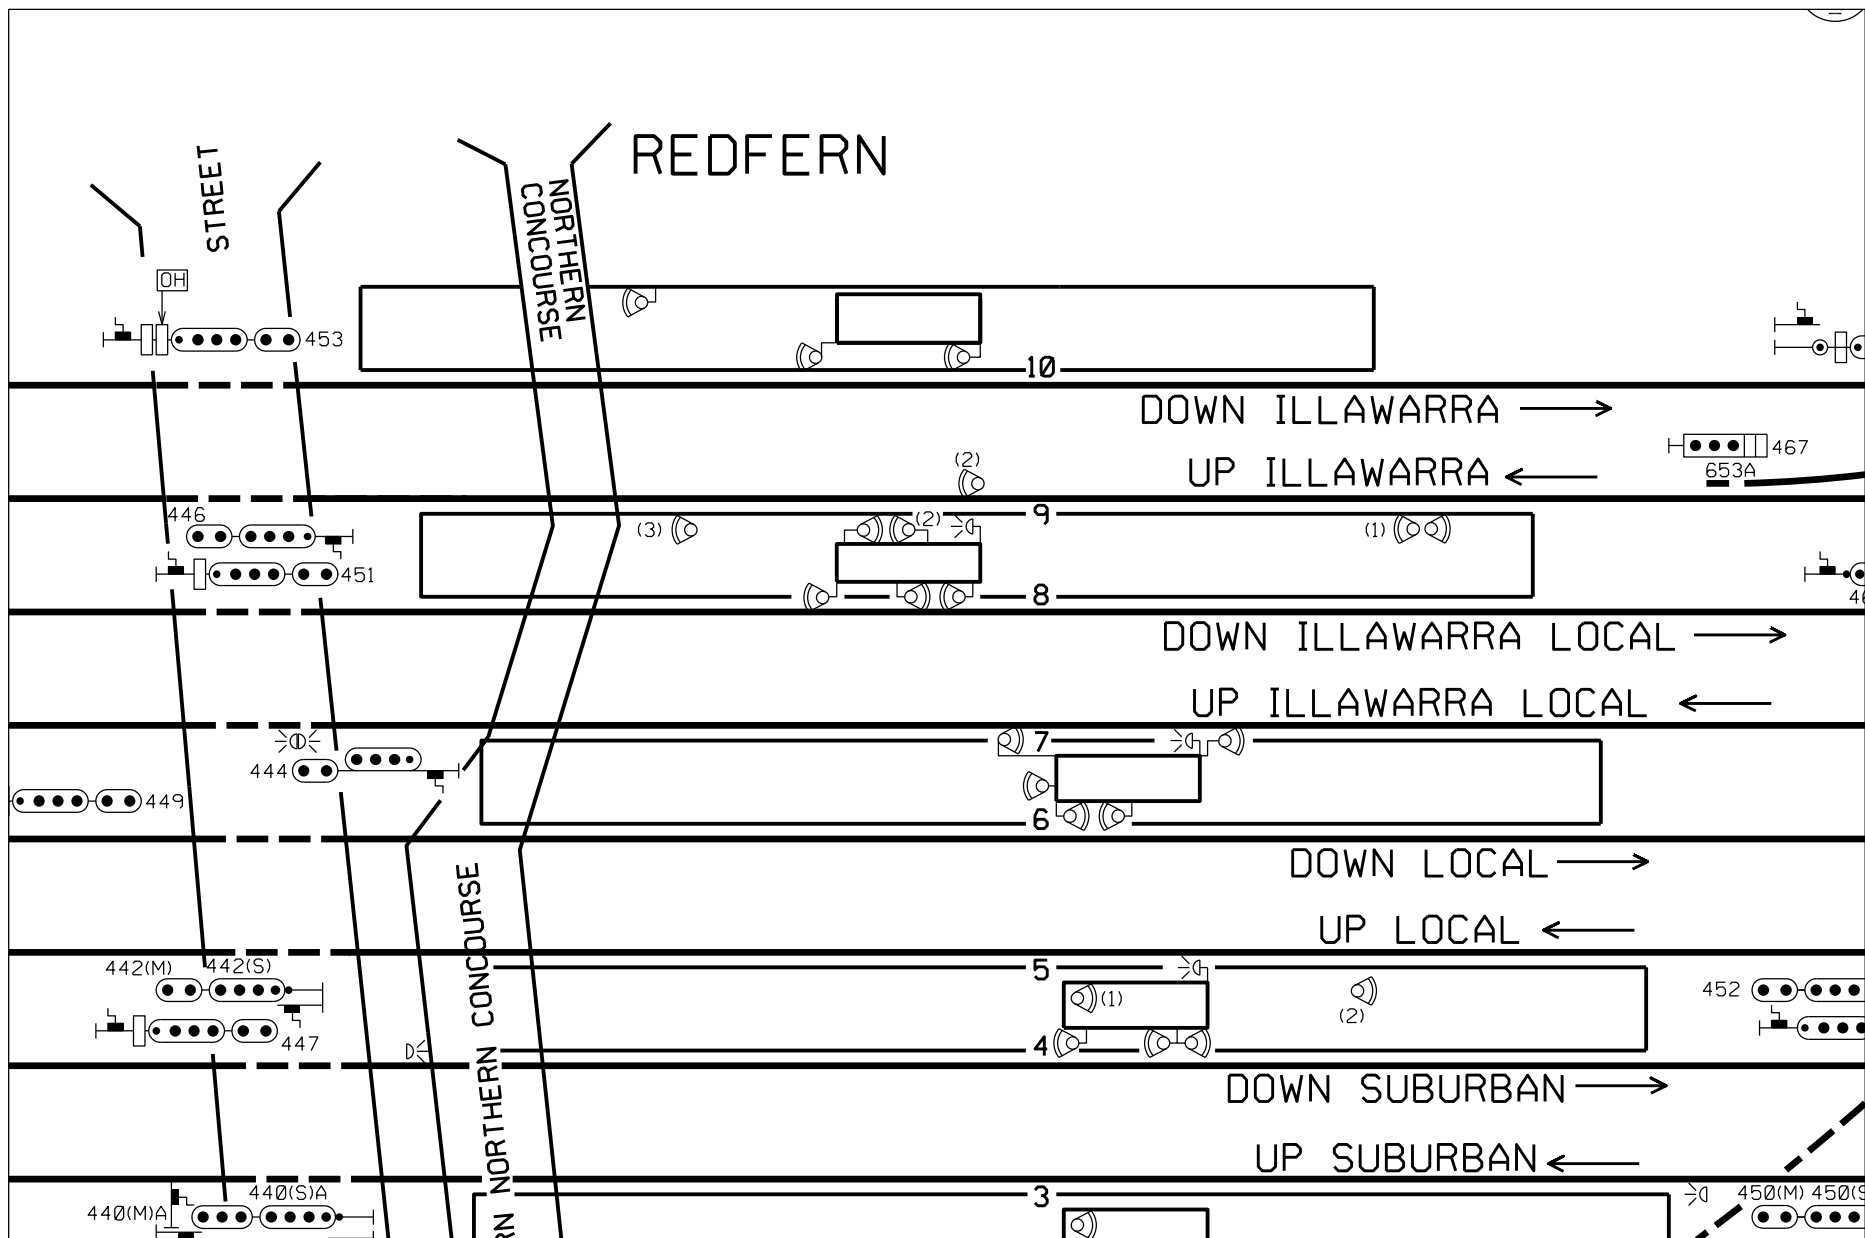 REDFERN
STREET
NORTHERN
CONCOURSE
OH
453
10
DOWN ILLAWARRA
467
653A
(2)
UP ILLAWARRA
446
9
(3)
(2)
(1)
451
8
DOWN ILLAWARRA LOCAL
UP ILLAWARRA LOCAL
7
444
449
6
DOWN LOCAL
NORTHERN CONCOURSE
UP LOCAL
442(M)
442(S)
5
(1)
(2)
452
447
4
DOWN SUBURBAN
UP SUBURBAN
440(S)A
440(M)A
3
450(M)